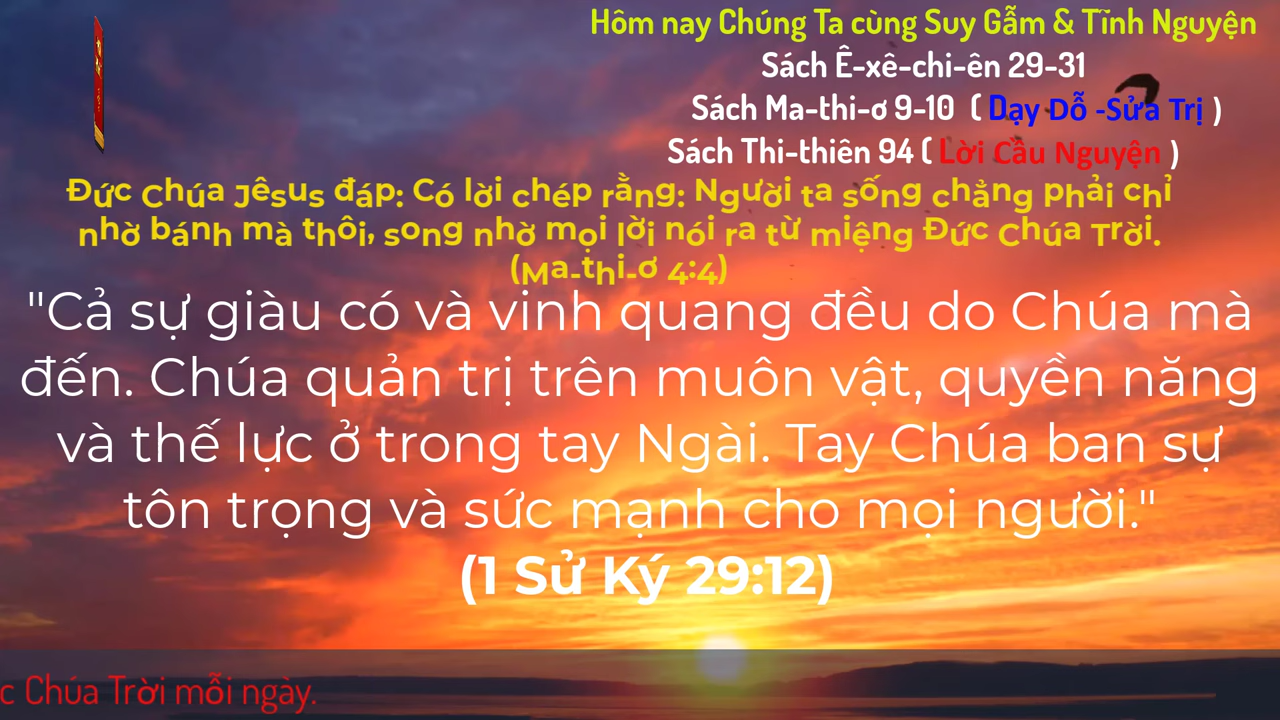 Hôm nay Chúng Ta cùng Suy Gẫm & Tĩnh Nguyện
Sách Ê-xê-chi-ên 29-31
Sách Ma-thi-ơ 9-10 ( Dạy Dỗ -Sửa Trị )
Sách Thi-thiên 94 ( Lời Cầu Nguyện )
Đức Chúa Jêsus đáp: Có lời chép rằng: Người ta sống chẳng phải chỉ
nhờ bánh mà thôi, song nhờ mọi lời nói ra từ miệng Đức Chúa Trời.
(Ma-thi-ơ 4:4)
"Cả sự giàu có và vinh quang đều do Chúa mà
đến. Chúa quản trị trên muôn vật, quyền năng
và thế lực ở trong tay Ngài. Tay Chúa ban sự
tôn trọng và sức mạnh cho mọi người."
(1 Sử Ký 29:12)
c Chúa Trời mỗi ngày.